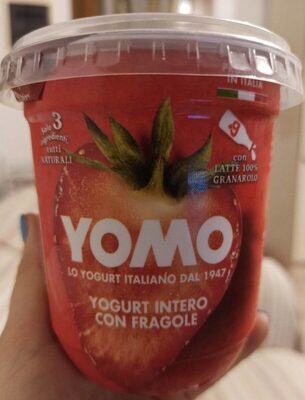 IN ITALIA
Solo 3
ingredienti
tutti
NATURALI
con
LATTE 100%
GRANAROLO
YOMO
LO YOGURT ITALIANO DAL 1947
YOGURT INTERO
CON FRAGOLE